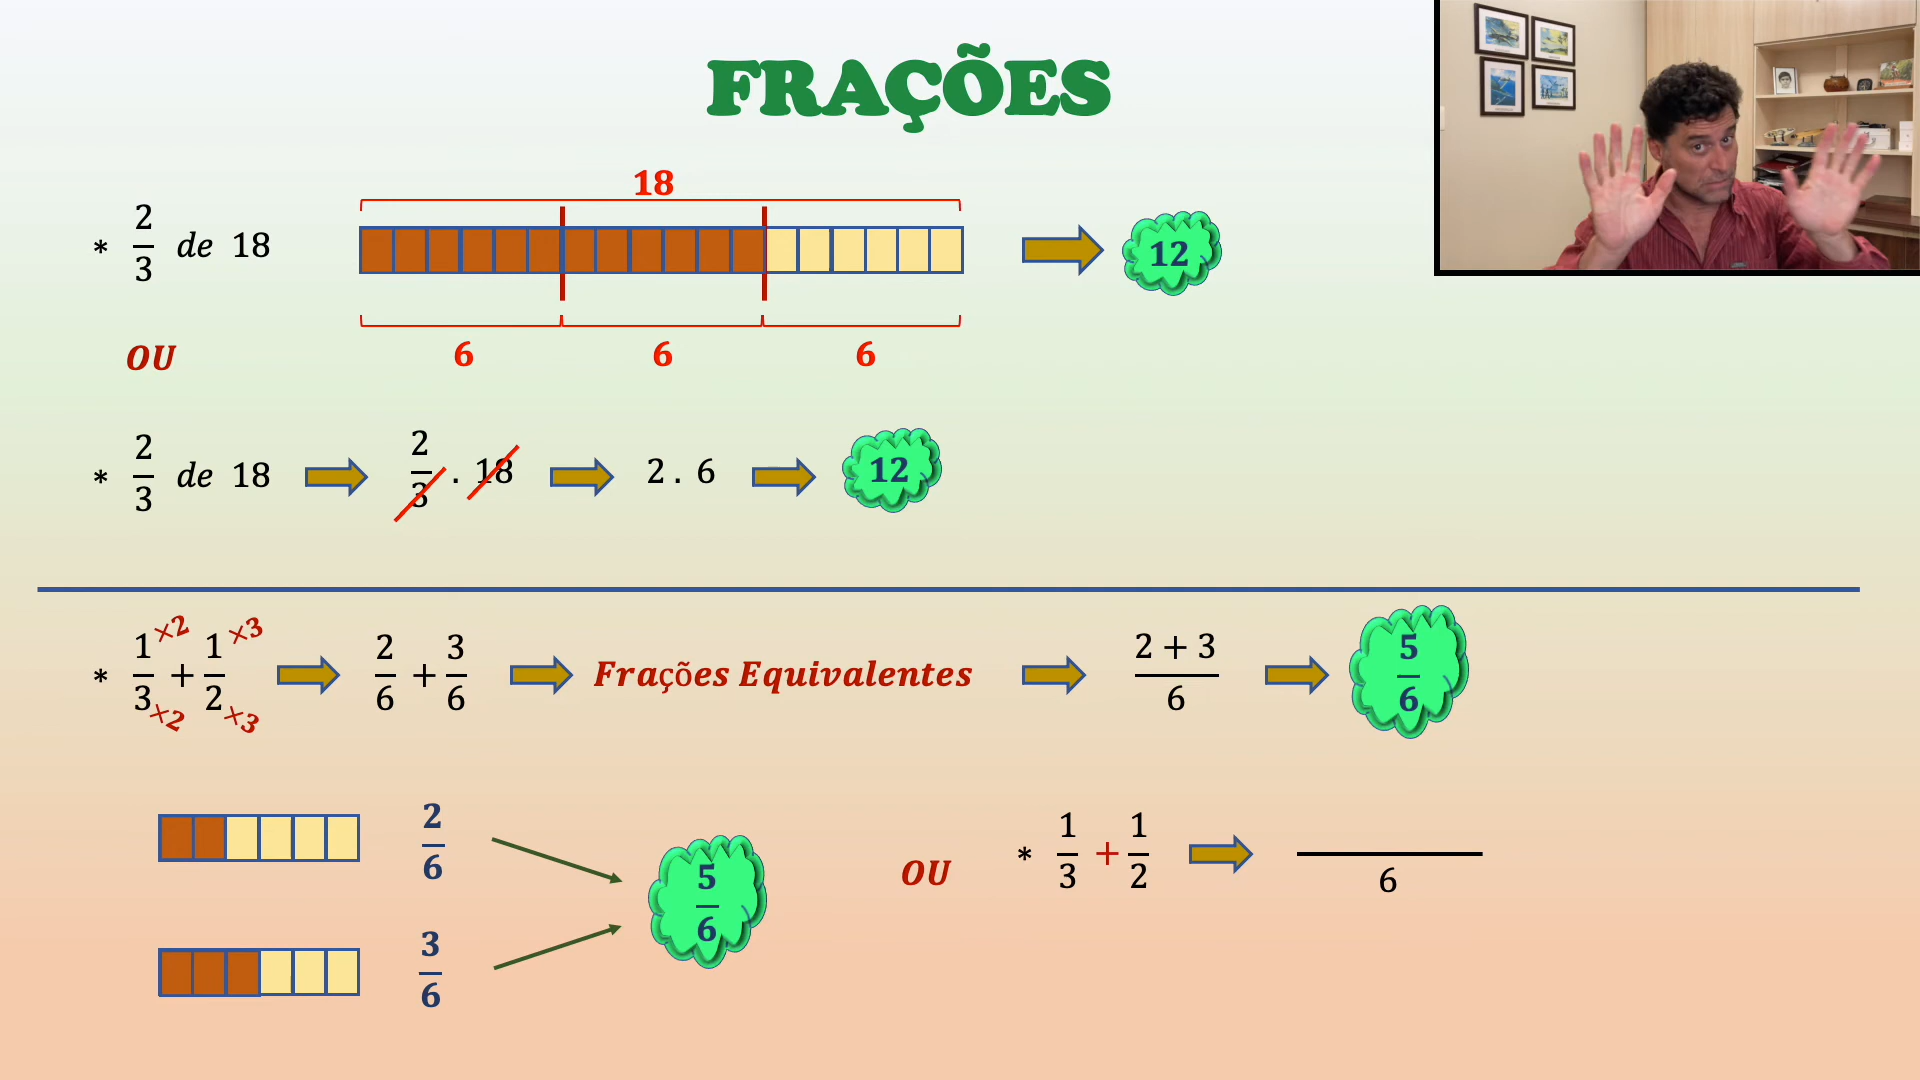 FRAÇÕES
18
* 2/3 de 18
12
6 6 6
OU
* 2/3 de 18 2/3 . 18 2 . 6 12
* 1×2/3×2 + 1×3/2×3 2/6 + 3/6 Frações Equivalentes 2 + 3/6 5/6
2/6
5/6
3/6
OU * 1/3 + 1/2 /6